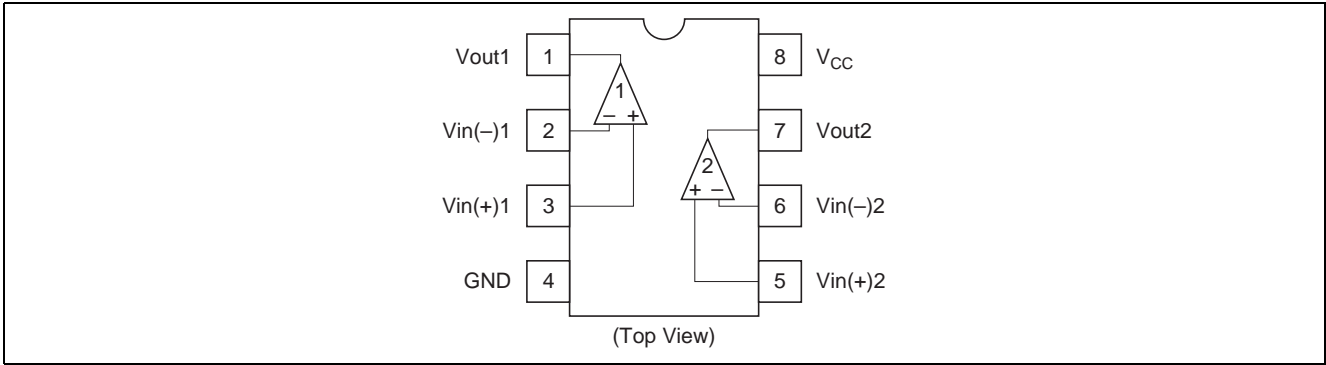 Vout1 1 8 VCC
1
– +
Vin(–)1 2 7 Vout2
2
+ –
Vin(+)1 3 6 Vin(–)2
GND 4 5 Vin(+)2
(Top View)